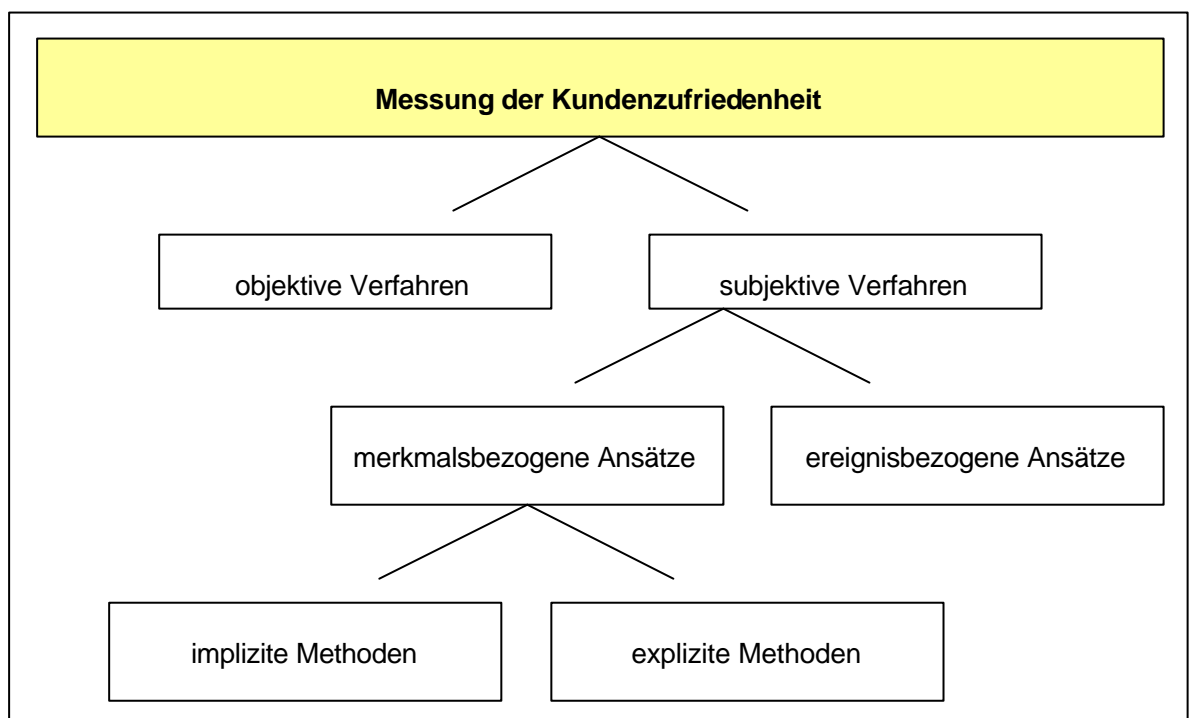 Messung der Kundenzufriedenheit
objektive Verfahren
subjektive Verfahren
merkmalsbezogene Ansätze
ereignisbezogene Ansätze
implizite Methoden
explizite Methoden